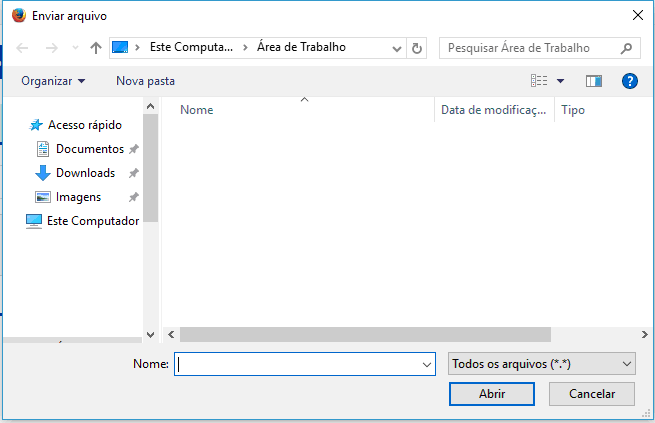 Enviar arquivo
Este Computa... Área de Trabalho Pesquisar Área de Trabalho
Organizar Nova pasta ?
Nome Data de modificaç... Tipo
Acesso rápido
Documentos
Downloads
Imagens
Este Computador
Nome: Todos os arquivos (*.*)
Abrir Cancelar